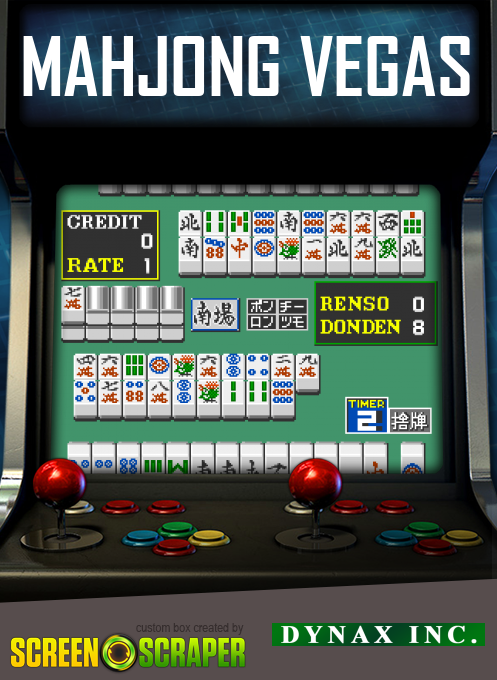 MAHJONG VEGAS
CREDIT
0
RATE 1
南場
ポン チー
ロン ツモ
RENSO 0
DONDEN 8
TIMER
2
捨牌
custom box created by
SCREEN SCRAPER
DYNAX INC.